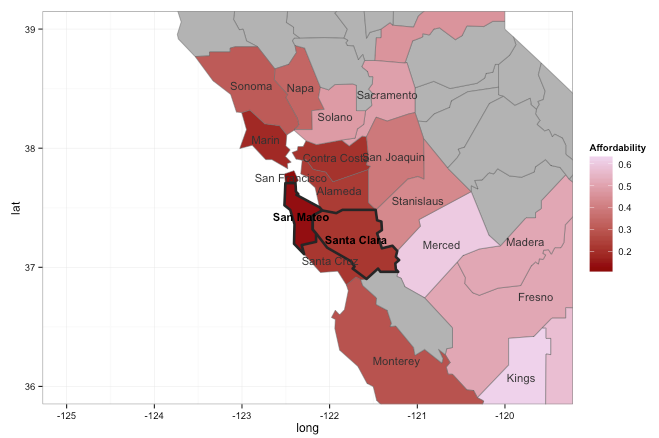 39
38
37
36
lat
Sonoma
Napa
Sacramento
Solano
Marin
Contra Costa
San Joaquin
San Francisco
Alameda
Stanislaus
San Mateo
Santa Clara
Merced
Madera
Santa Cruz
Fresno
Monterey
Kings
-125
-124
-123
-122
-121
-120
long
Affordability
0.6
0.5
0.4
0.3
0.2